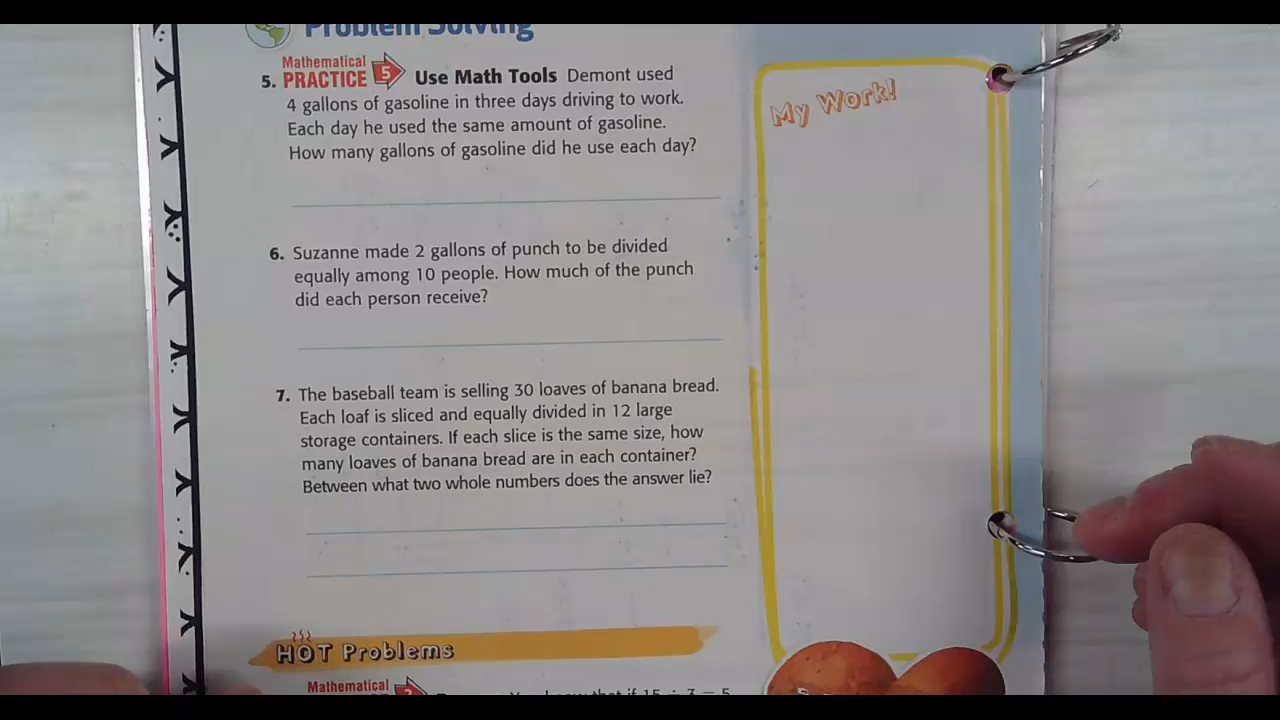 Problem Solving
Mathematical
5. PRACTICE 5 Use Math Tools Demont used
4 gallons of gasoline in three days driving to work.
Each day he used the same amount of gasoline.
How many gallons of gasoline did he use each day?
My Work!
6. Suzanne made 2 gallons of punch to be divided
equally among 10 people. How much of the punch
did each person receive?
7. The baseball team is selling 30 loaves of banana bread.
Each loaf is sliced and equally divided in 12 large
storage containers. If each slice is the same size, how
many loaves of banana bread are in each container?
Between what two whole numbers does the answer lie?
HOT Problems
Mathematical
that if 15 ÷ 3 = 5